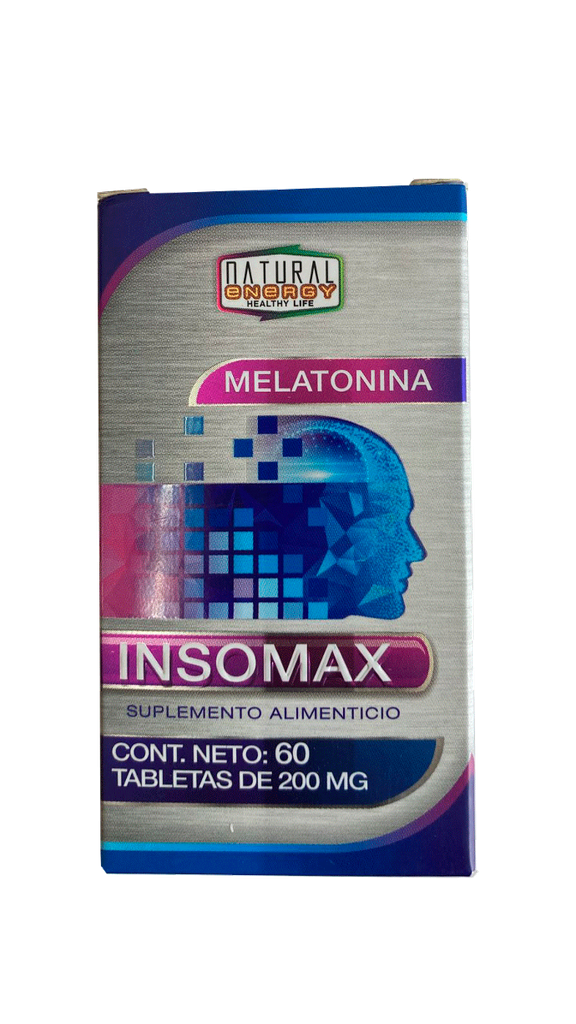 NATURAL
eNeRGY
HEALTHY LIFE
MELATONINA
INSOMAX
SUPLEMENTO ALIMENTICIO
CONT. NETO: 60
TABLETAS DE 200 MG